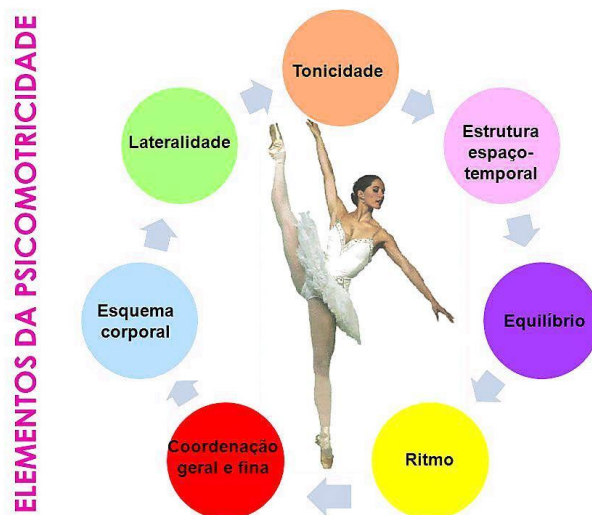 ELEMENTOS DA PSICOMOTRICIDADE
Tonicidade
Estrutura
espaço-
temporal
Equilíbrio
Ritmo
Coordenação
geral e fina
Esquema
corporal
Lateralidade